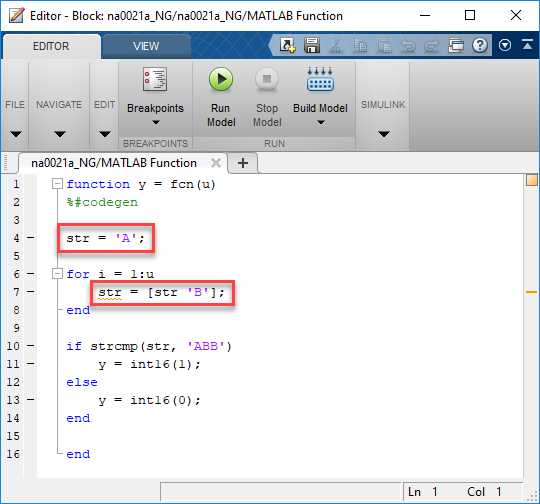 Editor - Block: na0021a_NG/na0021a_NG/MATLAB Function
EDITOR VIEW
FILE NAVIGATE EDIT Breakpoints Run Model Stop Model Build Model SIMULINK
BREAKPOINTS RUN
na0021a_NG/MATLAB Function
1 function y = fcn(u)
2 %#codegen
3
4 str = 'A';
5
6 for i = 1:u
7 str = [str 'B'];
8 end
9
10 if strcmp(str, 'ABB')
11 y = int16(1);
12 else
13 y = int16(0);
14 end
15
16 end
Ln 1 Col 1